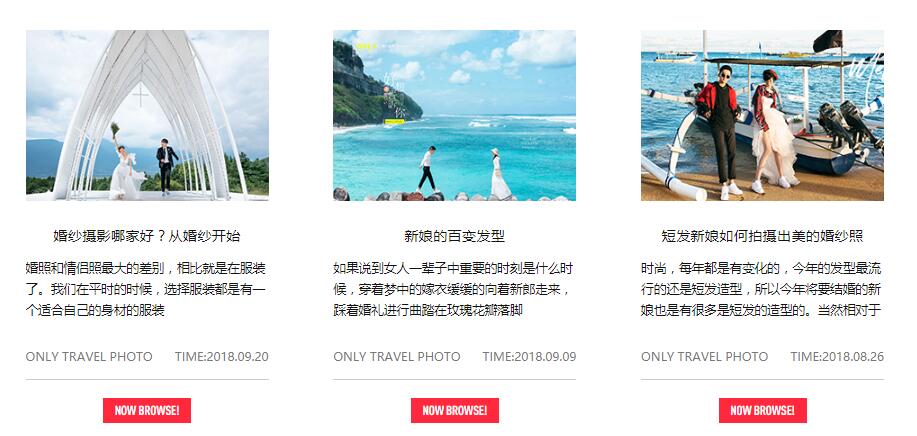 婚纱摄影哪家好？从婚纱开始
婚照和情侣照最大的差别，相比就是在服装
了。我们在平时的时候，选择服装都是有一
个适合自己的身材的服装
ONLY TRAVEL PHOTO TIME:2018.09.20
NOW BROWSE!
新娘的百变发型
如果说到女人一辈子中重要的时刻是什么时
候，穿着梦中的嫁衣缓缓的向着新郎走来，
踩着婚礼进行曲踏在玫瑰花瓣落脚
ONLY TRAVEL PHOTO TIME:2018.09.09
NOW BROWSE!
短发新娘如何拍摄出美的婚纱照
时尚，每年都是有变化的，今年的发型最流
行的还是短发造型，所以今年将要结婚的新
娘也是有很多是短发的造型的。当然相对于
ONLY TRAVEL PHOTO TIME:2018.08.26
NOW BROWSE!